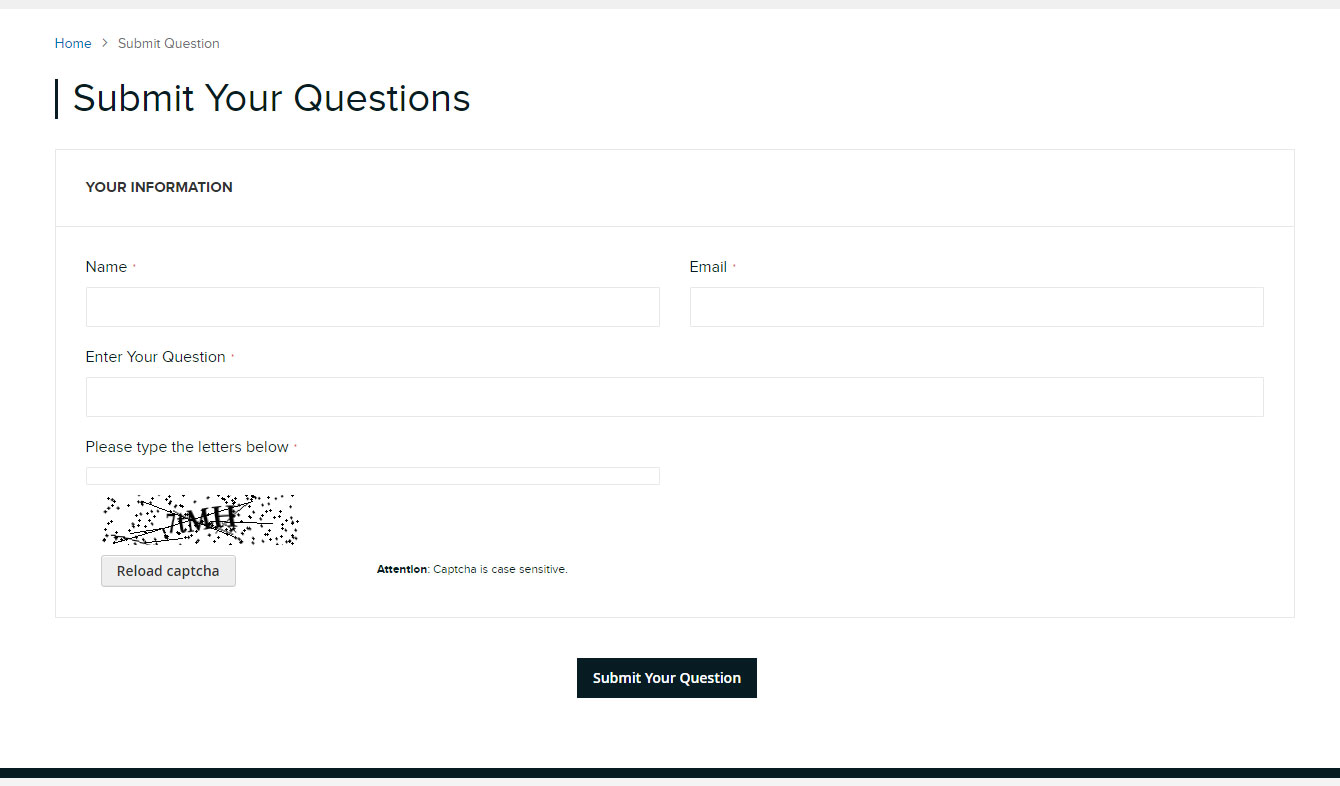 Home > Submit Question
Submit Your Questions
YOUR INFORMATION
Name *
Email *
Enter Your Question *
Please type the letters below *
Reload captcha
Attention: Captcha is case sensitive.
Submit Your Question